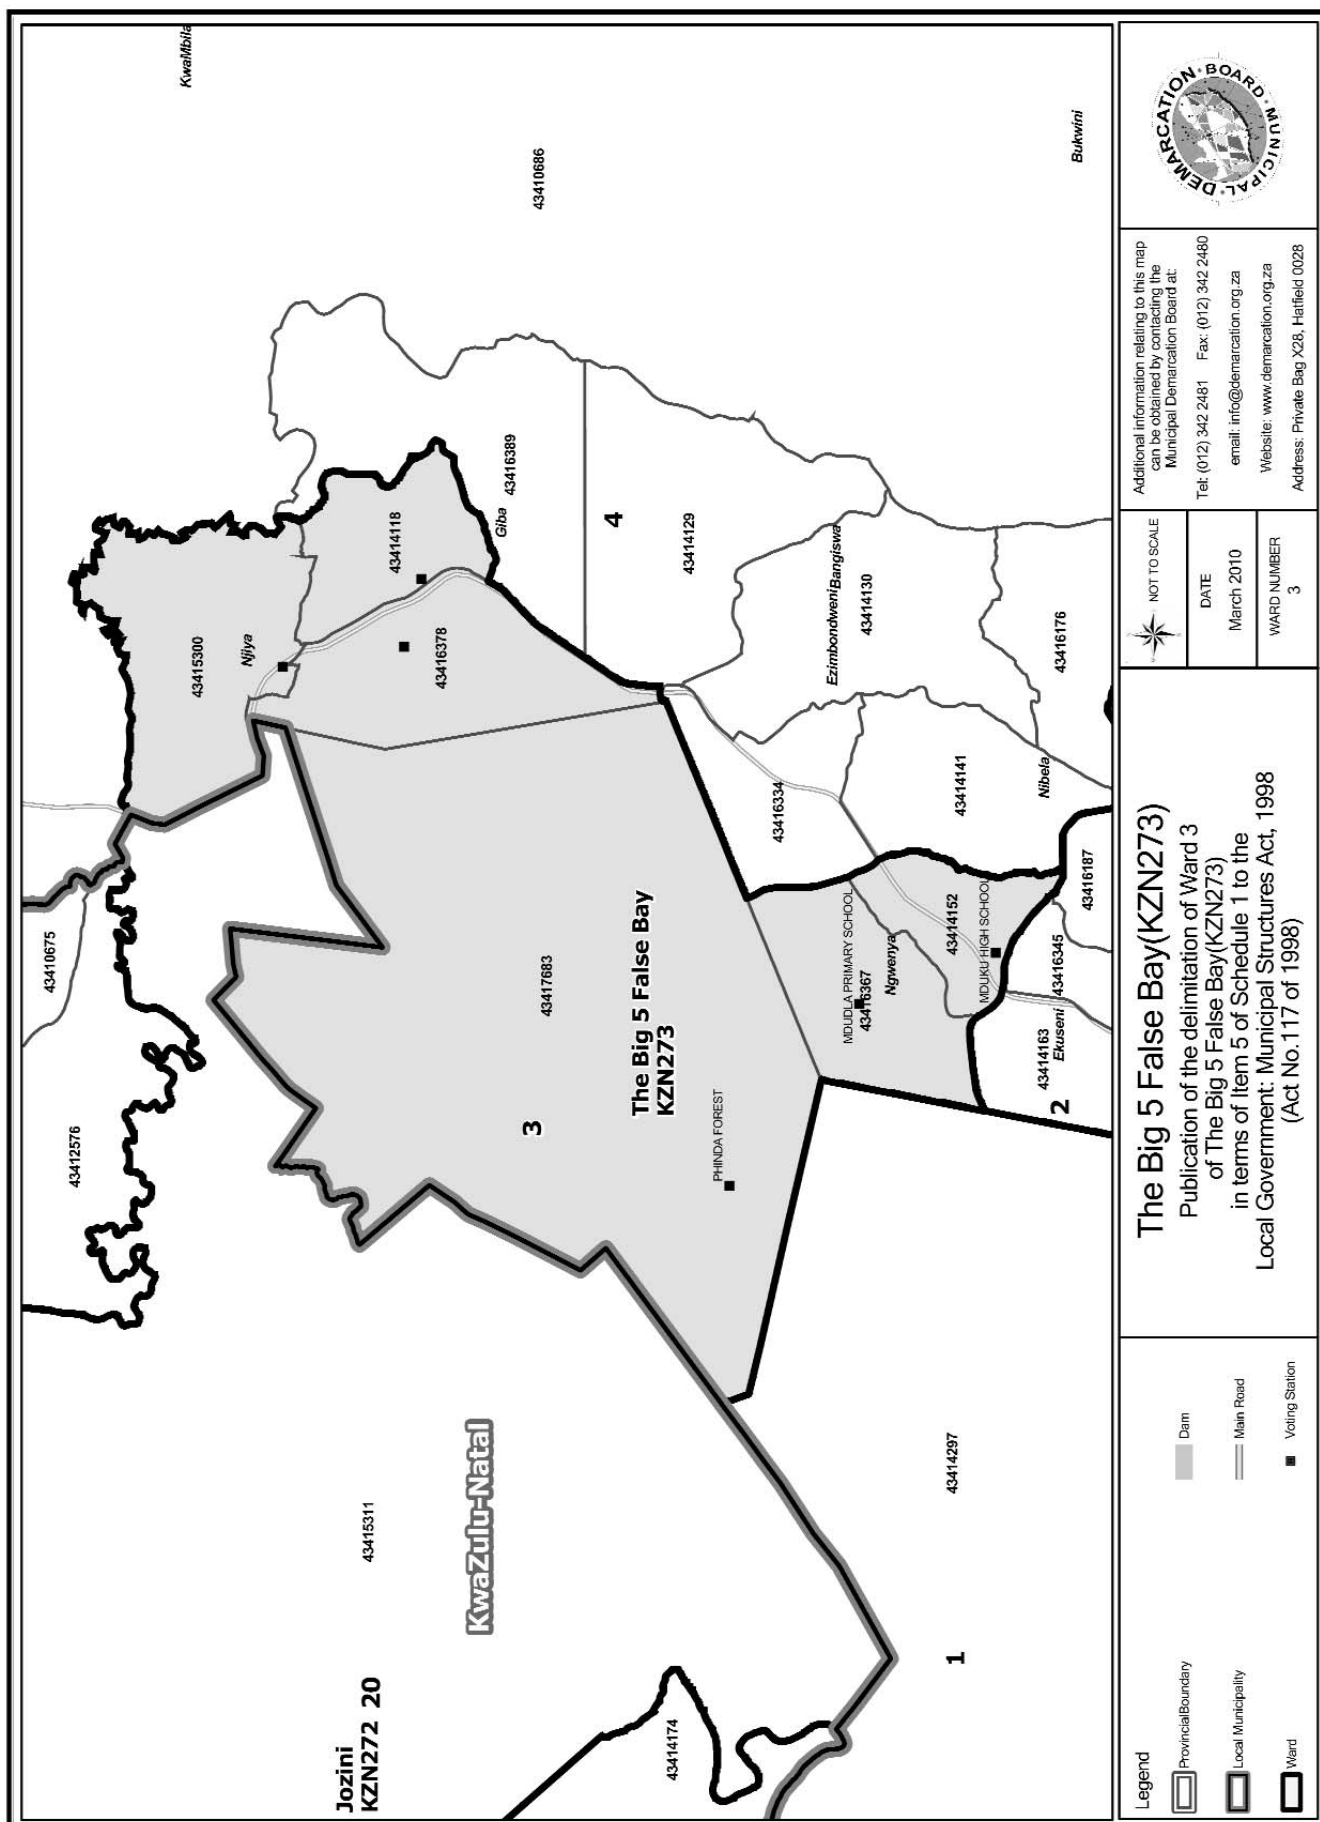 KwaMbila
43410686
Bukwini
43416389
Giba
4
43414118
43414129
43415300
Njiya
43416378
EzimbondweniBangiswa
43414130
43416176
43416334
43414141
Nibela
43410675
43417683
The Big 5 False Bay
KZN273
MDUDLA PRIMARY SCHOOL
43416367
Ngwenya
43414152
MDUKU HIGH SCHOOL
43416187
43416345
43414163
Ekuseni
2
43412576
3
PHINDA FOREST
43415311
KwaZulu-Natal
43414297
Jozini
KZN272 20
43414174
1
Legend
ProvincialBoundary
Local Municipality
Ward
Dam
Main Road
Voting Station
The Big 5 False Bay(KZN273)
Publication of the delimitation of Ward 3
of The Big 5 False Bay(KZN273)
in terms of Item 5 of Schedule 1 to the
Local Government: Municipal Structures Act, 1998
(Act No.117 of 1998)
NOT TO SCALE
DATE
March 2010
WARD NUMBER
3
Additional information relating to this map
can be obtained by contacting the
Municipal Demarcation Board at:
Tel: (012) 342 2481 Fax: (012) 342 2480
email: info@demarcation.org.za
Website: www.demarcation.org.za
Address: Private Bag X28, Hatfield 0028
MUNICIPAL DEMARCATION BOARD